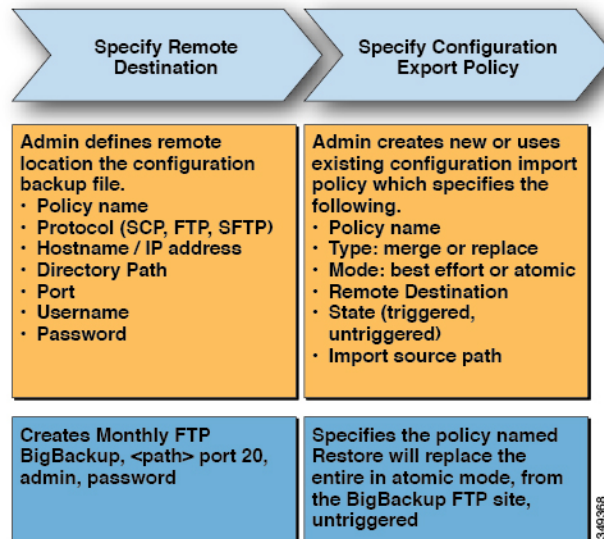 Specify Remote
Destination
Specify Configuration
Export Policy
Admin defines remote
location the configuration
backup file.
· Policy name
· Protocol (SCP, FTP, SFTP)
· Hostname / IP address
· Directory Path
· Port
· Username
· Password
Admin creates new or uses
existing configuration import
policy which specifies the
following.
· Policy name
· Type: merge or replace
· Mode: best effort or atomic
· Remote Destination
· State (triggered,
untriggered)
· Import source path
Creates Monthly FTP
BigBackup, <path> port 20,
admin, password
Specifies the policy named
Restore will replace the
entire in atomic mode, from
the BigBackup FTP site,
untriggered
349368